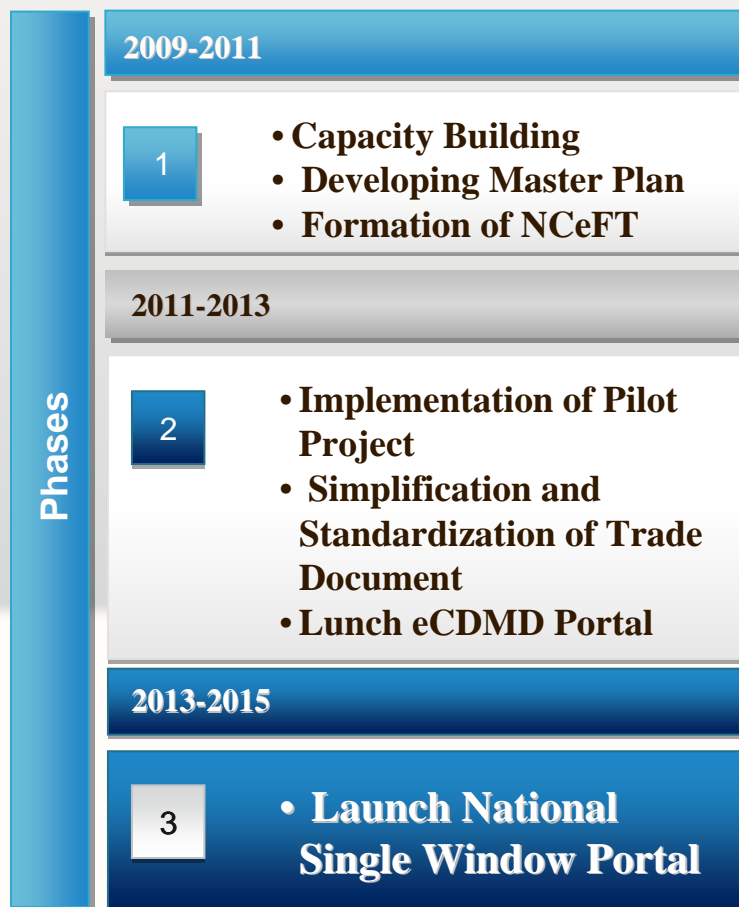 Phases
2009-2011
1
• Capacity Building
• Developing Master Plan
• Formation of NCeFT
2011-2013
2
• Implementation of Pilot
Project
• Simplification and
Standardization of Trade
Document
• Lunch eCDMD Portal
2013-2015
3
• Launch National
Single Window Portal